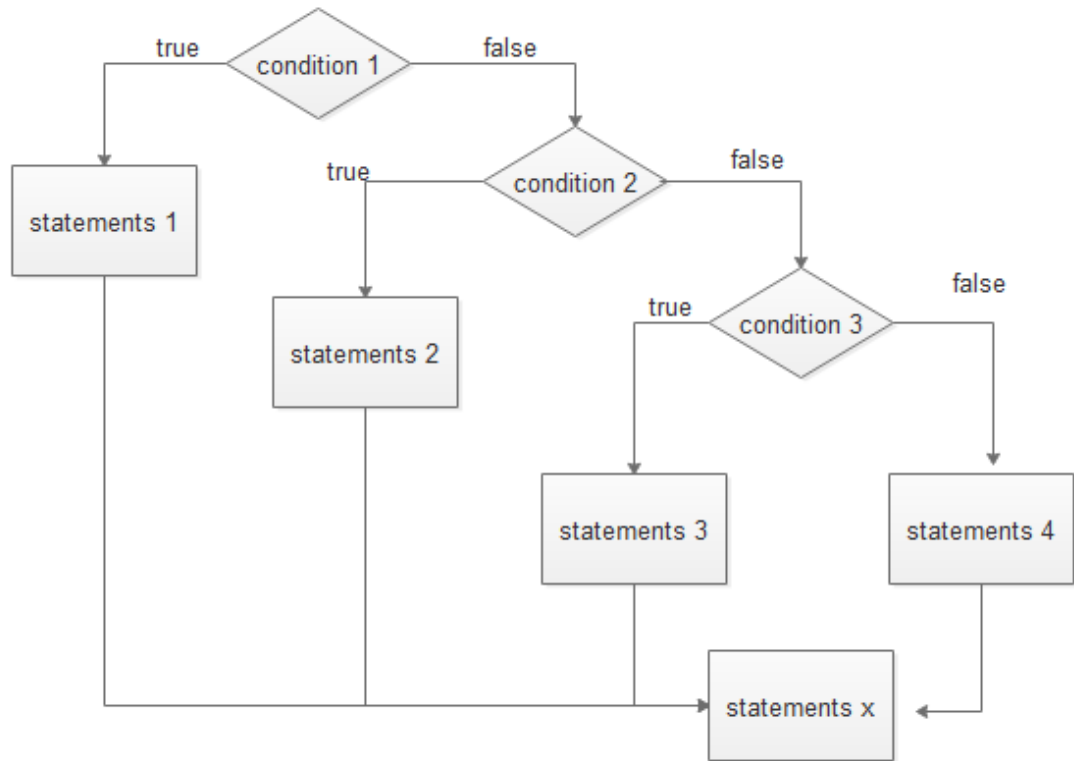 true
condition 1
false
statements 1
true
condition 2
false
statements 2
true
condition 3
false
statements 3
statements 4
statements x